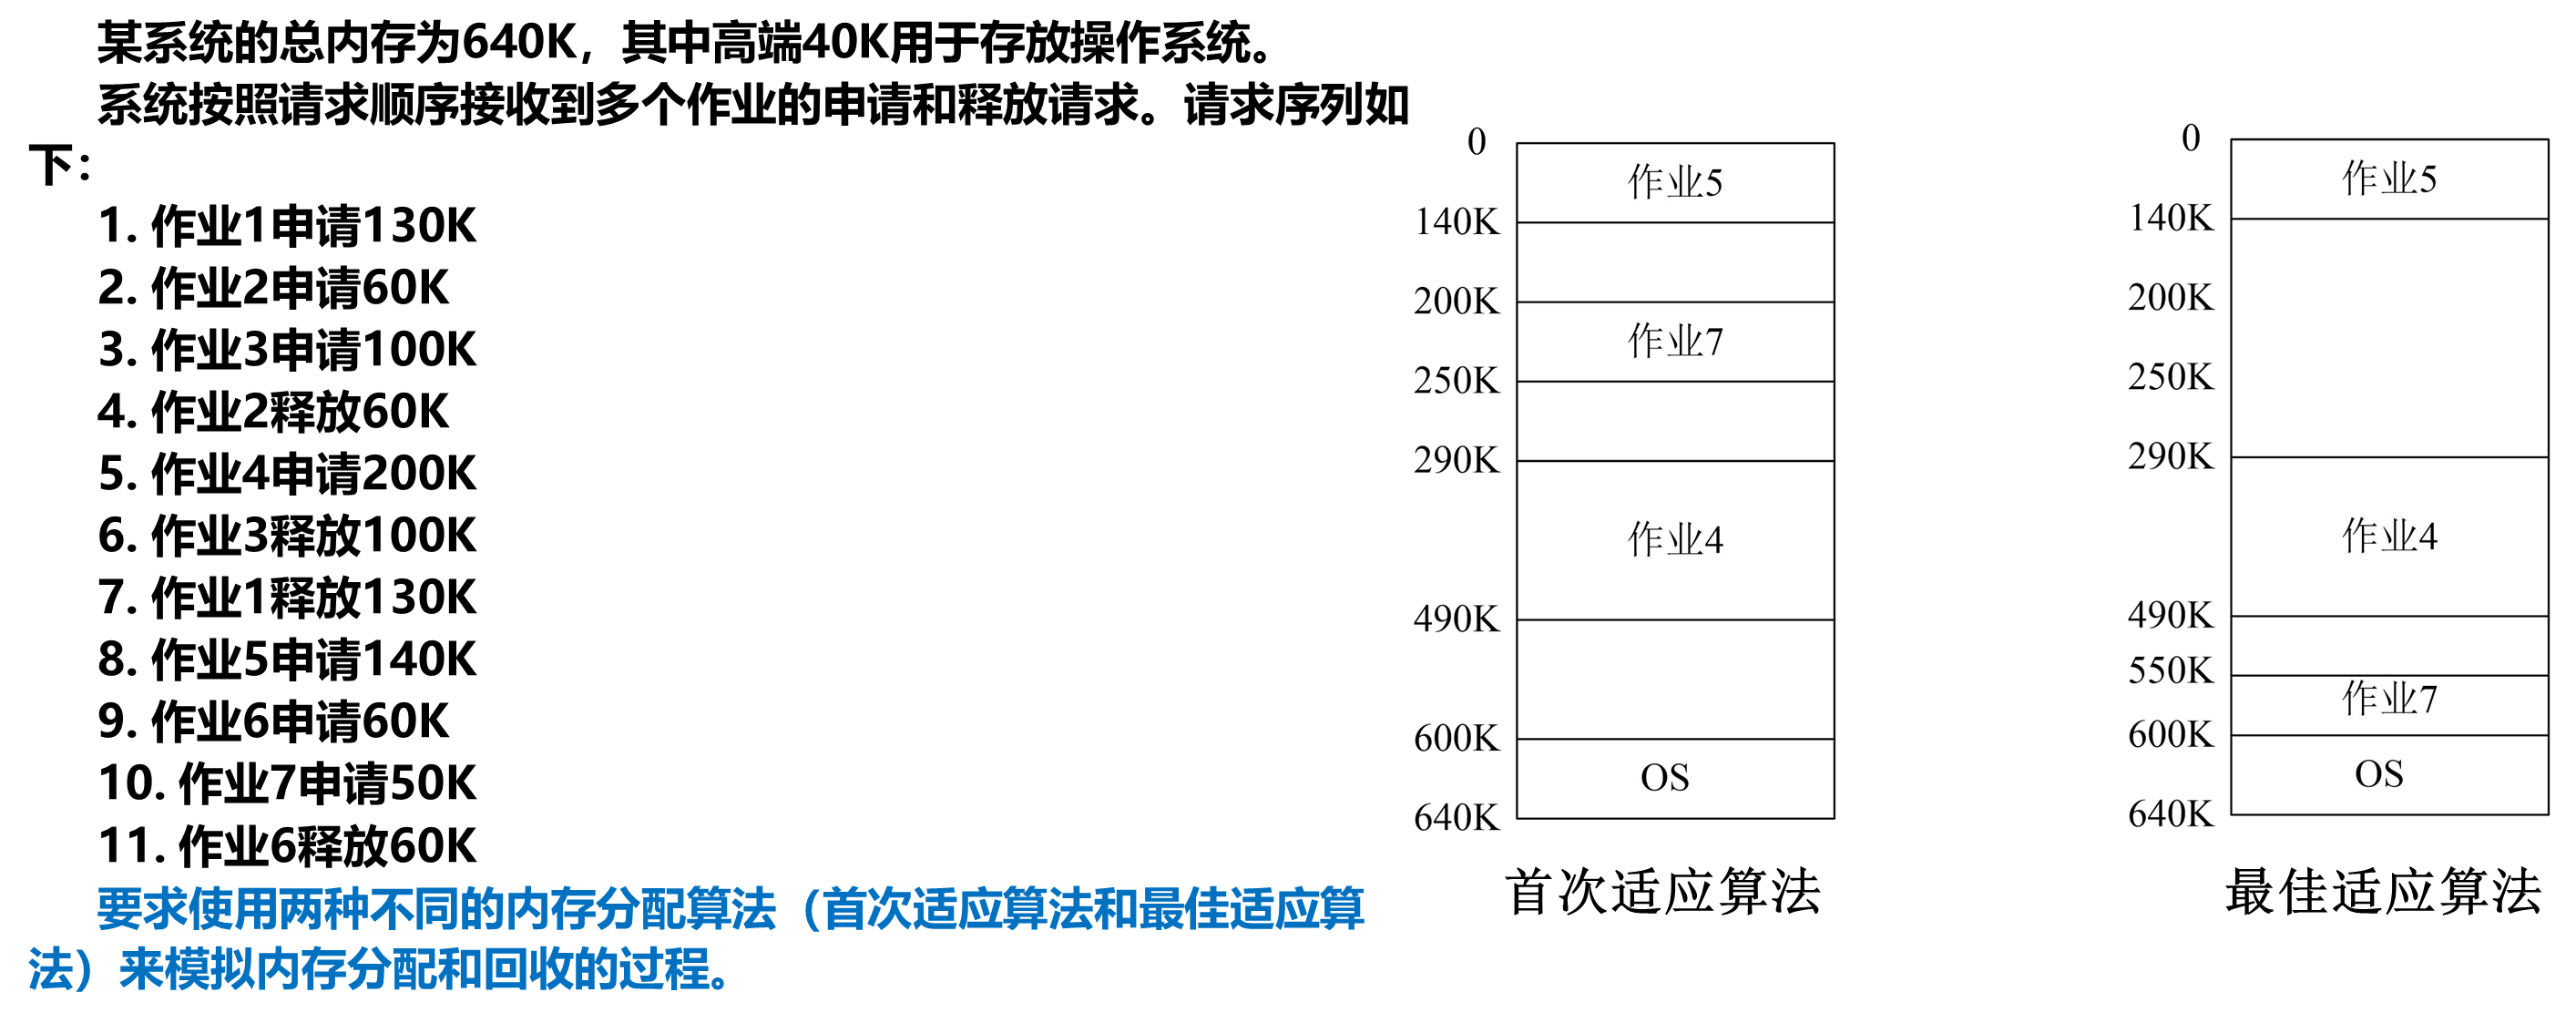 某系统的总内存为640K，其中高端40K用于存放操作系统。
系统按照请求顺序接收到多个作业的申请和释放请求。请求序列如
下：
1. 作业1申请130K
2. 作业2申请60K
3. 作业3申请100K
4. 作业2释放60K
5. 作业4申请200K
6. 作业3释放100K
7. 作业1释放130K
8. 作业5申请140K
9. 作业6申请60K
10. 作业7申请50K
11. 作业6释放60K
要求使用两种不同的内存分配算法（首次适应算法和最佳适应算
法）来模拟内存分配和回收的过程。
0
作业5
140K
200K
作业7
250K
290K
作业4
490K
600K
OS
640K
首次适应算法
0
作业5
140K
200K
250K
290K
作业4
490K
550K
作业7
600K
OS
640K
最佳适应算法